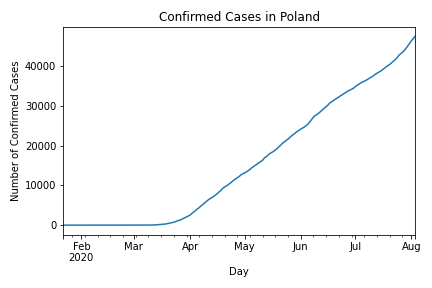 Confirmed Cases in Poland
Number of Confirmed Cases
40000
30000
20000
10000
0
Feb Mar Apr May Jun Jul Aug
2020
Day